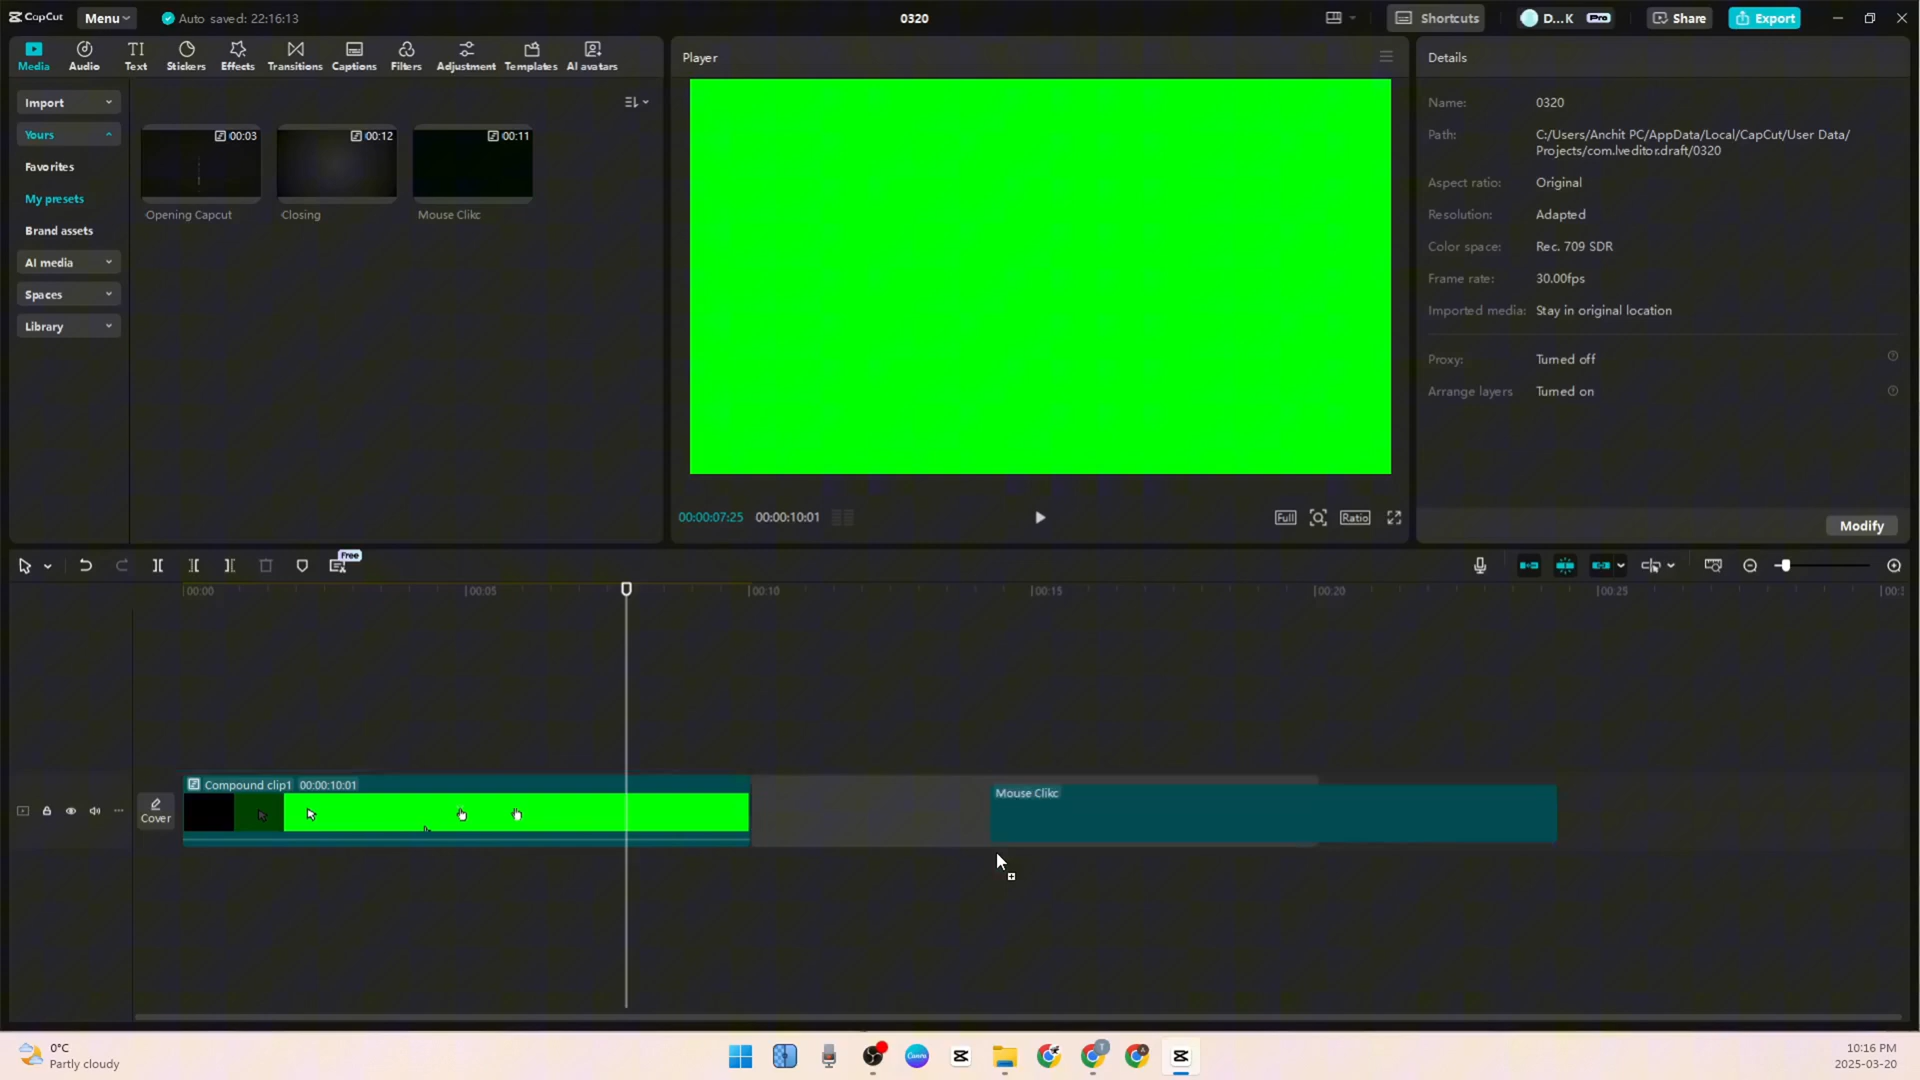 CapCut
Menu
Auto saved: 22:16:13
0320
Shortcuts
D...K
Pro
Share
Export
Media
Audio
Text
Stickers
Effects
Transitions
Captions
Filters
Adjustment
Templates
AI avatars
Import
Yours
Favorites
My presets
Brand assets
AI media
Spaces
Library
00:03
Opening Capcut
00:12
Closing
00:11
Mouse Clikc
Player
00:00:07:25
00:00:10:01
Full
Ratio
Details
Name: 0320
Path: C:/Users/Anchit PC/AppData/Local/CapCut/User Data/
Projects/com.lveditor.draft/0320
Aspect ratio: Original
Resolution: Adapted
Color space: Rec. 709 SDR
Frame rate: 30.00fps
Imported media: Stay in original location
Proxy: Turned off
Arrange layers Turned on
Modify
Free
00:00
00:05
00:10
00:15
00:20
00:25
Compound clip1 00:00:10:01
Mouse Clikc
Cover
0°C
Partly cloudy
Canva
T
A
10:16 PM
2025-03-20